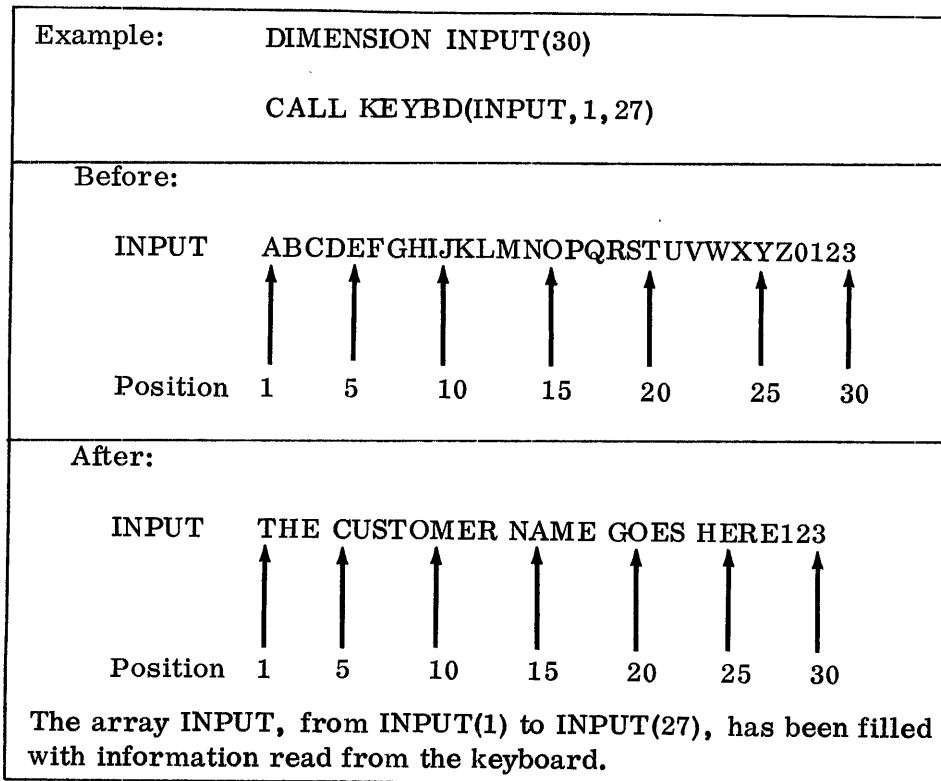 Example: DIMENSION INPUT(30)
CALL KEYBD(INPUT, 1, 27)
Before:
INPUT ABCDEFGHIJKLMNOPQRSTUVWXYZ0123
Position 1 5 10 15 20 25 30
After:
INPUT THE CUSTOMER NAME GOES HERE123
Position 1 5 10 15 20 25 30
The array INPUT, from INPUT(1) to INPUT(27), has been filled
with information read from the keyboard.